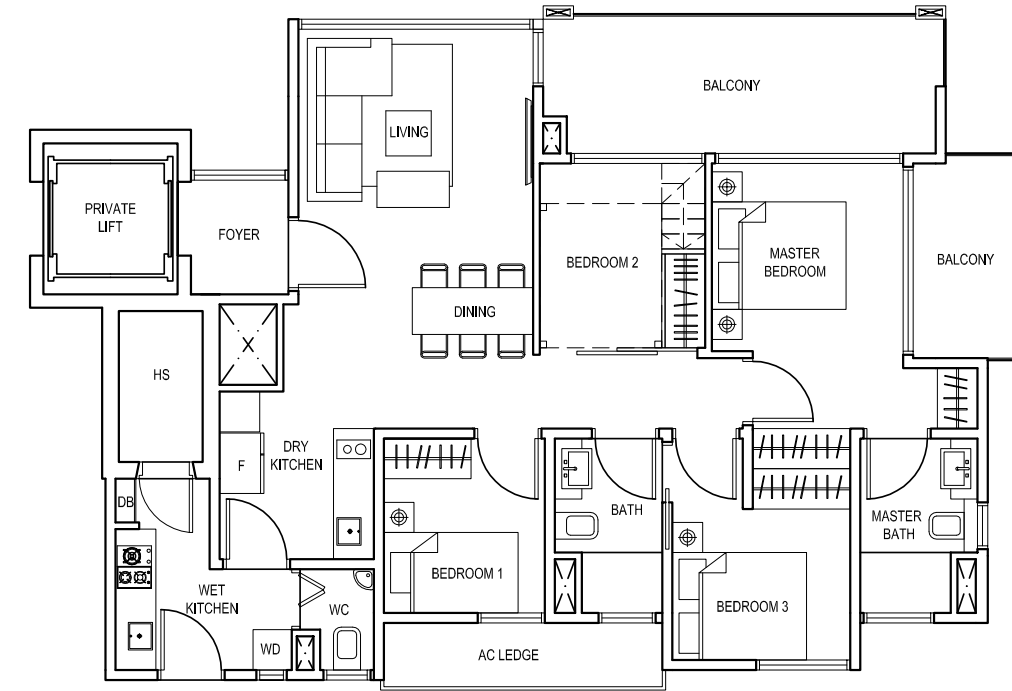 BALCONY
LIVING
PRIVATE
LIFT
FOYER
BEDROOM 2
MASTER
BEDROOM
BALCONY
DINING
X
HS
DRY
KITCHEN
F
DB
BATH
MASTER
BATH
BEDROOM 1
WET
KITCHEN
WC
BEDROOM 3
WD
AC LEDGE